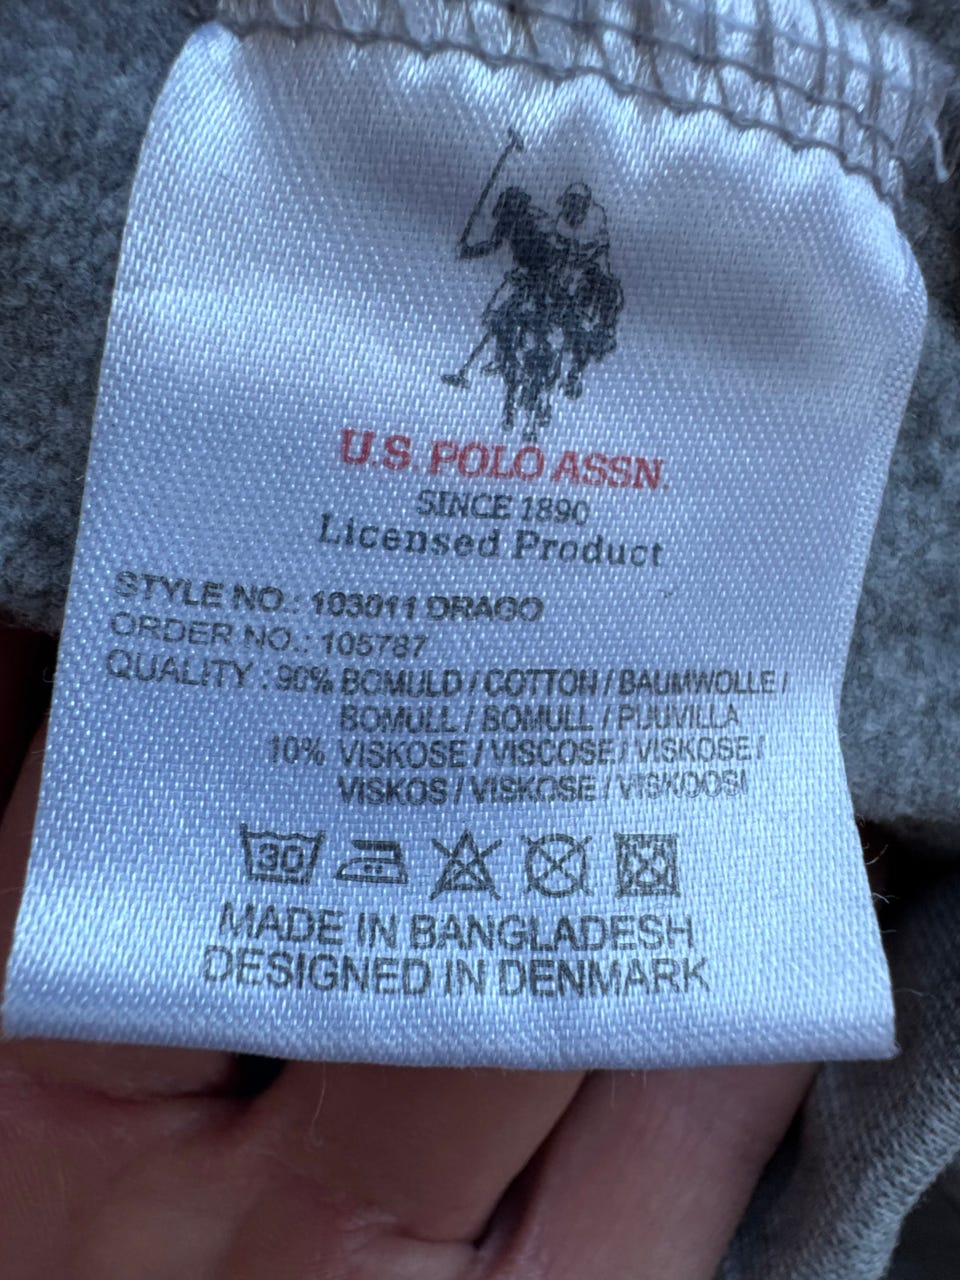 U.S. POLO ASSN.
SINCE 1890
Licensed Product
STYLE NO.: 103011 DRAGO
ORDER NO.: 105787
QUALITY : 90% BOMULD / COTTON / BAUMWOLLE /
BOMULL / BOMULL / PUUVILLA
10% VISKOSE / VISCOSE / VISKOSE /
VISKOS / VISKOSE / VISKOOSI
30
MADE IN BANGLADESH
DESIGNED IN DENMARK